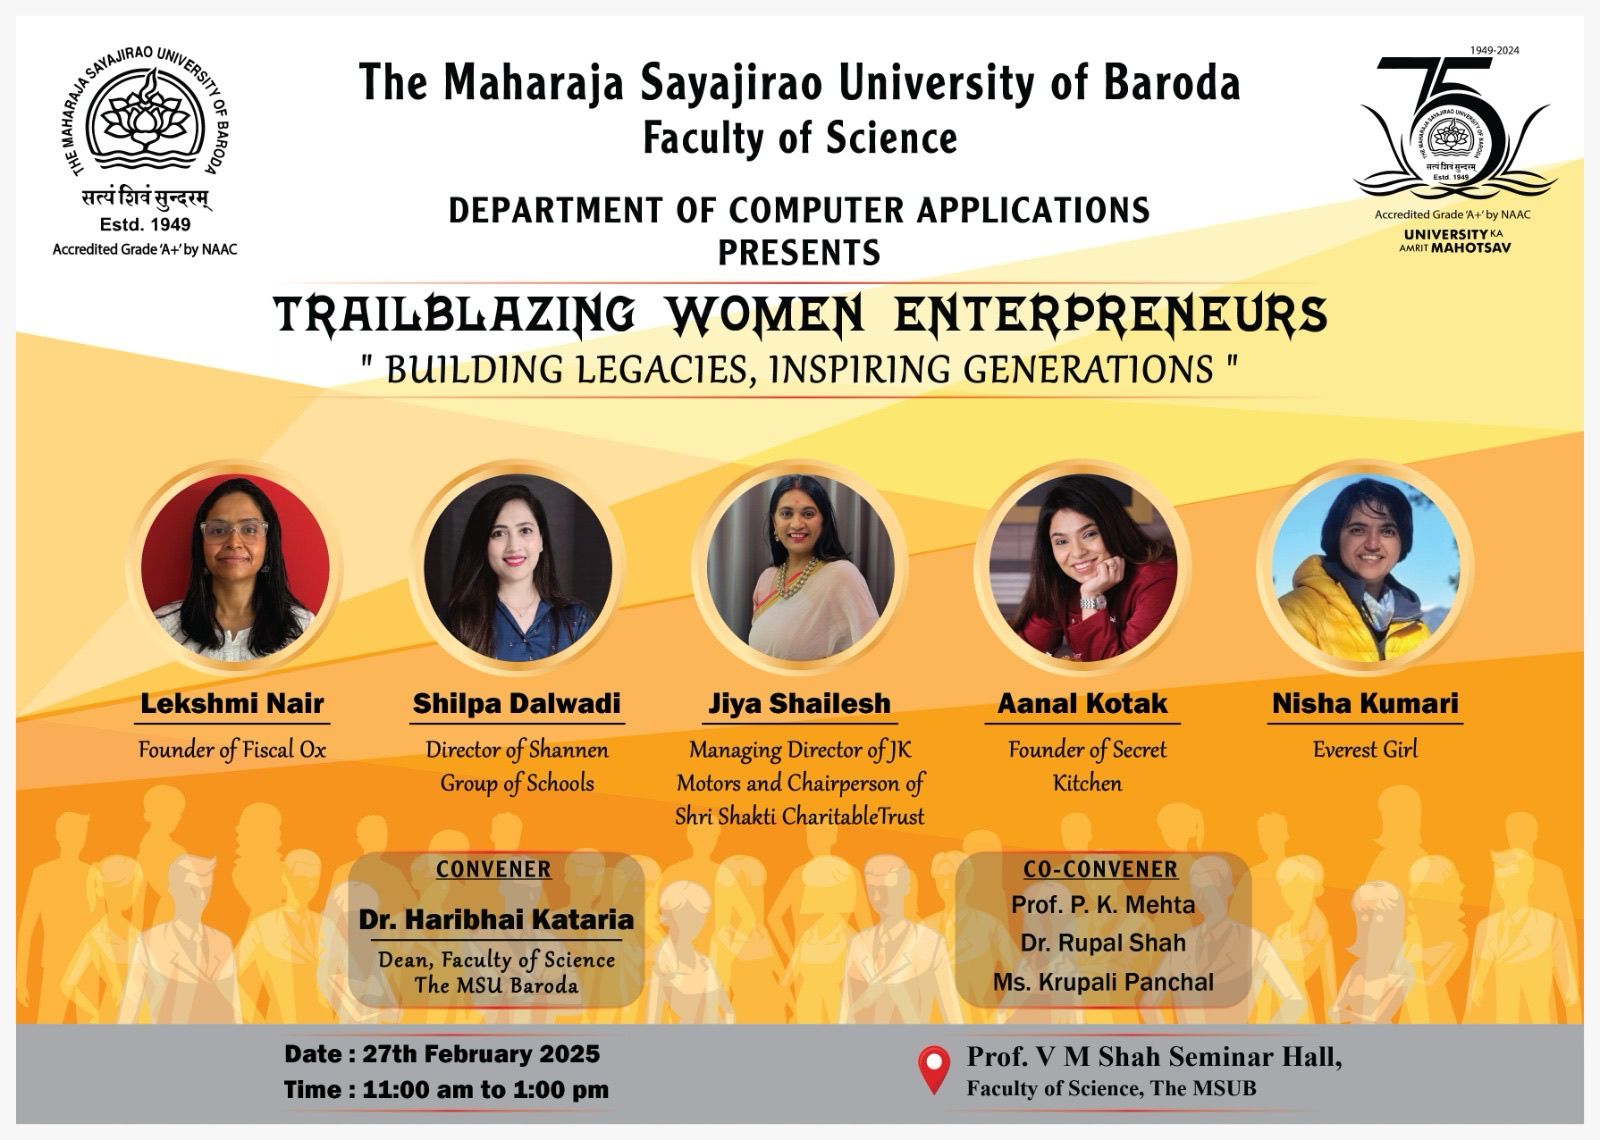 THE MAHARAJA SAYAJIRAO UNIVERSITY OF BARODA
सत्यं शिवं सुन्दरम्
Estd. 1949
Accredited Grade 'A+' by NAAC
The Maharaja Sayajirao University of Baroda
Faculty of Science
DEPARTMENT OF COMPUTER APPLICATIONS
PRESENTS
1949-2024
75
THE MAHARAJA SAYAJIRAO UNIVERSITY OF BARODA
सत्यं शिवं सुन्दरम्
Estd. 1949
Accredited Grade 'A+' by NAAC
UNIVERSITY KA
AMRIT MAHOTSAV
TRAILBLAZING WOMEN ENTERPRENEURS
" BUILDING LEGACIES, INSPIRING GENERATIONS "
Lekshmi Nair
Founder of Fiscal Ox
Shilpa Dalwadi
Director of Shannen
Group of Schools
Jiya Shailesh
Managing Director of JK
Motors and Chairperson of
Shri Shakti CharitableTrust
Aanal Kotak
Founder of Secret
Kitchen
Nisha Kumari
Everest Girl
CONVENER
Dr. Haribhai Kataria
Dean, Faculty of Science
The MSU Baroda
CO-CONVENER
Prof. P. K. Mehta
Dr. Rupal Shah
Ms. Krupali Panchal
Date : 27th February 2025
Time : 11:00 am to 1:00 pm
Prof. V M Shah Seminar Hall,
Faculty of Science, The MSUB